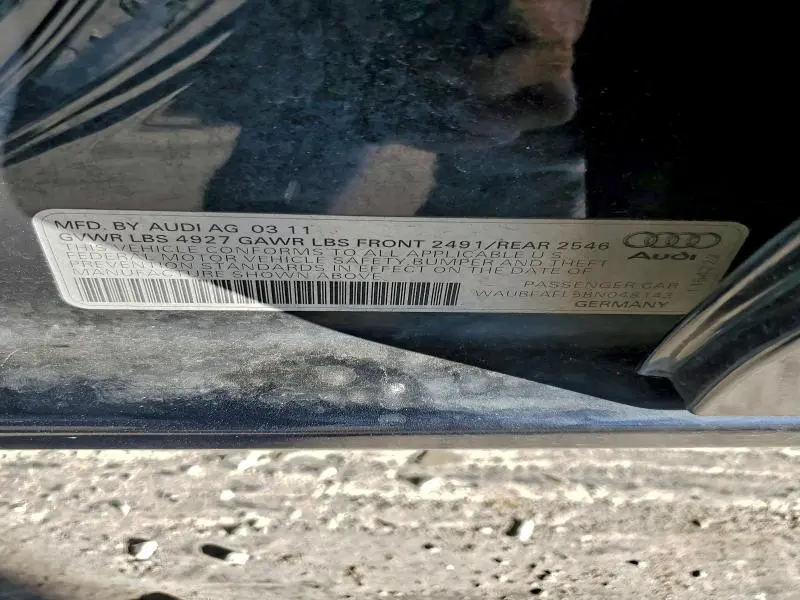 MFD. BY AUDI AG 03 11
GVWR LBS 4927 GAWR LBS FRONT 2491/REAR 2546
THIS VEHICLE CONFORMS TO ALL APPLICABLE U S
FEDERAL MOTOR VEHICLE SAFETY BUMPER AND THEFT
PREVENTION STANDARDS IN EFFECT ON THE DATE OF
MANUFACTURE SHOWN ABOVE
PASSENGER CAR
GERMANY
Audi